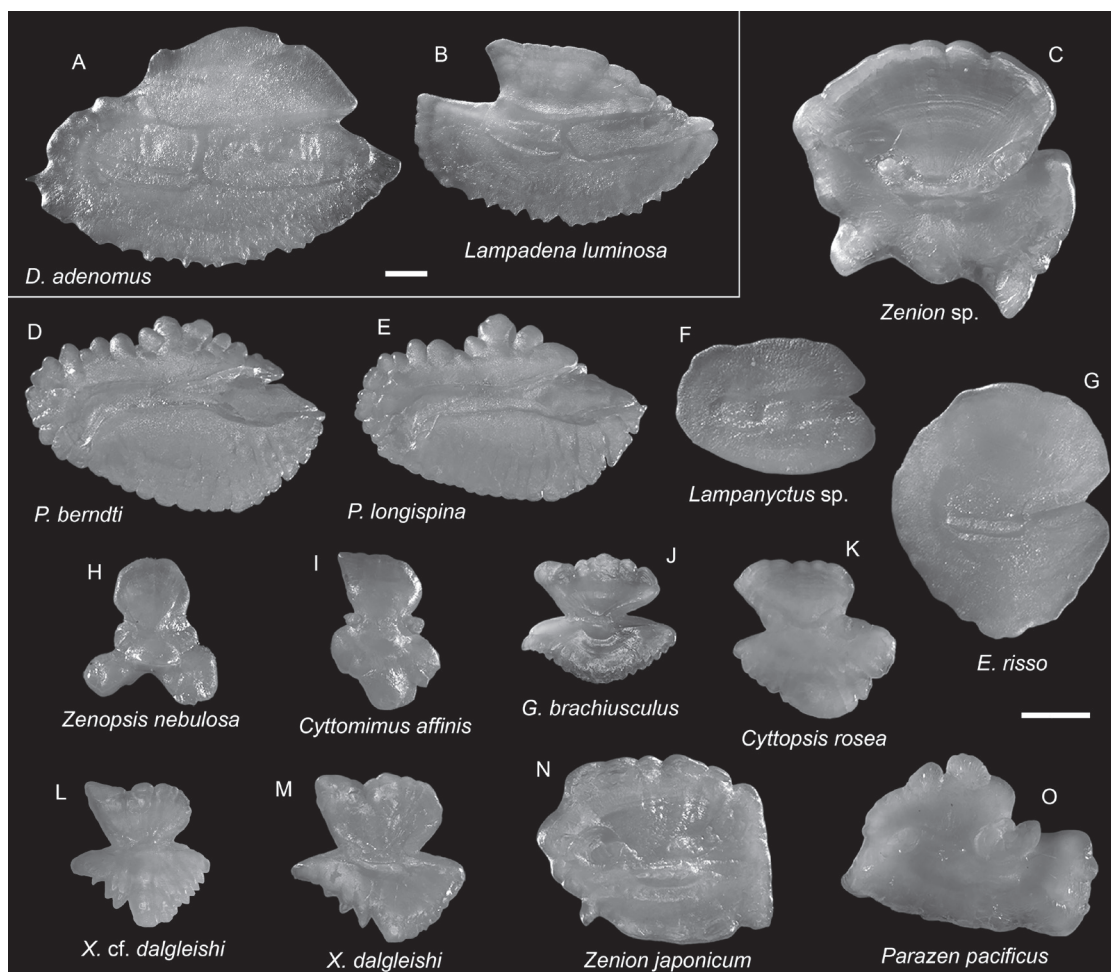 A
D. adenomus
B
Lampadena luminosa
C
Zenion sp.
D
P. berndti
E
P. longispina
F
Lampanyctus sp.
G
E. risso
H
Zenopsis nebulosa
I
Cyttomimus affinis
J
G. brachiusculus
K
Cyttopsis rosea
L
X. cf. dalgleishi
M
X. dalgleishi
N
Zenion japonicum
O
Parazen pacificus